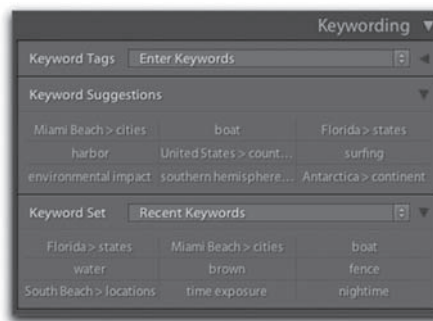 Keywording
Keyword Tags Enter Keywords
Keyword Suggestions
Miami Beach > cities boat Florida > states
harbor United States > count... surfing
environmental impact southern hemisphere... Antarctica > continent
Keyword Set Recent Keywords
Florida > states Miami Beach > cities boat
water brown fence
South Beach > locations time exposure nightime